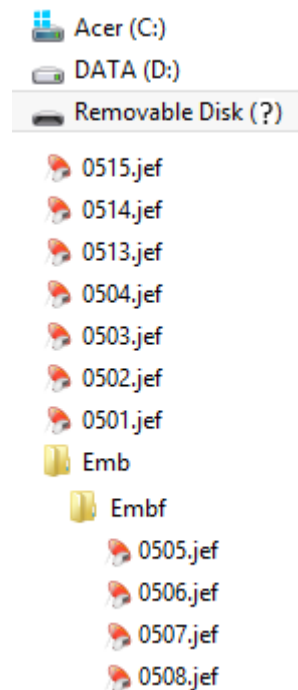 Acer (C:)
DATA (D:)
Removable Disk (?)
0515.jef
0514.jef
0513.jef
0504.jef
0503.jef
0502.jef
0501.jef
Emb
Embf
0505.jef
0506.jef
0507.jef
0508.jef